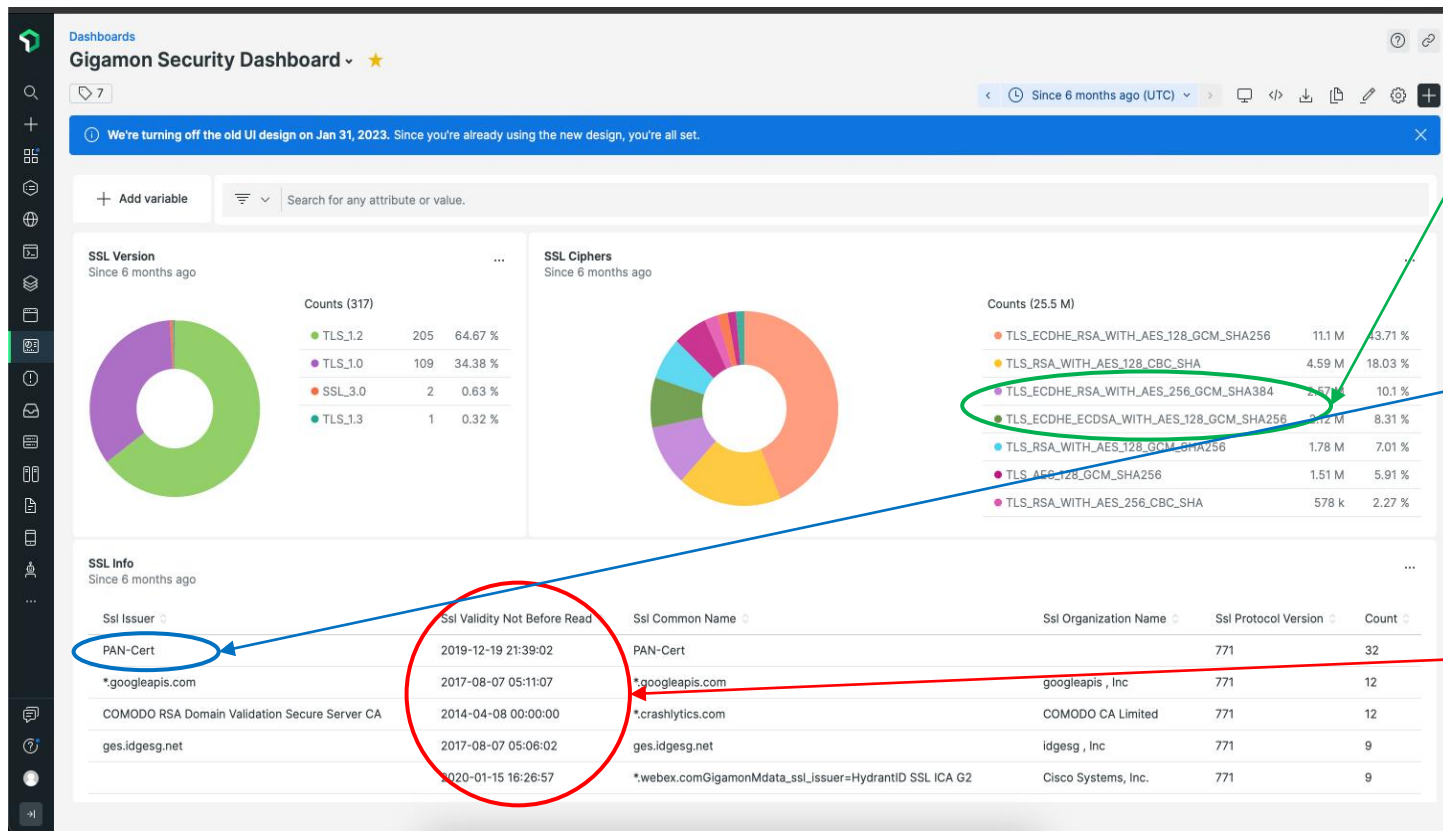 Dashboards
Gigamon Security Dashboard
7
Since 6 months ago (UTC)
We're turning off the old UI design on Jan 31, 2023. Since you're already using the new design, you're all set.
+ Add variable
Search for any attribute or value.
SSL Version
Since 6 months ago
Counts (317)
TLS_1.2 205 64.67 %
TLS_1.0 109 34.38 %
SSL_3.0 2 0.63 %
TLS_1.3 1 0.32 %
SSL Ciphers
Since 6 months ago
Counts (25.5 M)
TLS_ECDHE_RSA_WITH_AES_128_GCM_SHA256 11.1 M 43.71 %
TLS_RSA_WITH_AES_128_CBC_SHA 4.59 M 18.03 %
TLS_ECDHE_RSA_WITH_AES_256_GCM_SHA384 2.57 M 10.1 %
TLS_ECDHE_ECDSA_WITH_AES_128_GCM_SHA256 2.12 M 8.31 %
TLS_RSA_WITH_AES_128_GCM_SHA256 1.78 M 7.01 %
TLS_AES_128_GCM_SHA256 1.51 M 5.91 %
TLS_RSA_WITH_AES_256_CBC_SHA 578 k 2.27 %
SSL Info
Since 6 months ago
Ssl Issuer Ssl Validity Not Before Read Ssl Common Name Ssl Organization Name Ssl Protocol Version Count
PAN-Cert 2019-12-19 21:39:02 PAN-Cert 771 32
*.googleapis.com 2017-08-07 05:11:07 *.googleapis.com googleapis , Inc 771 12
COMODO RSA Domain Validation Secure Server CA 2014-04-08 00:00:00 *.crashlytics.com COMODO CA Limited 771 12
ges.idgesg.net 2017-08-07 05:06:02 ges.idgesg.net idgesg , Inc 771 9
2020-01-15 16:26:57 *.webex.comGigamonMdata_ssl_issuer=HydrantID SSL ICA G2 Cisco Systems, Inc. 771 9